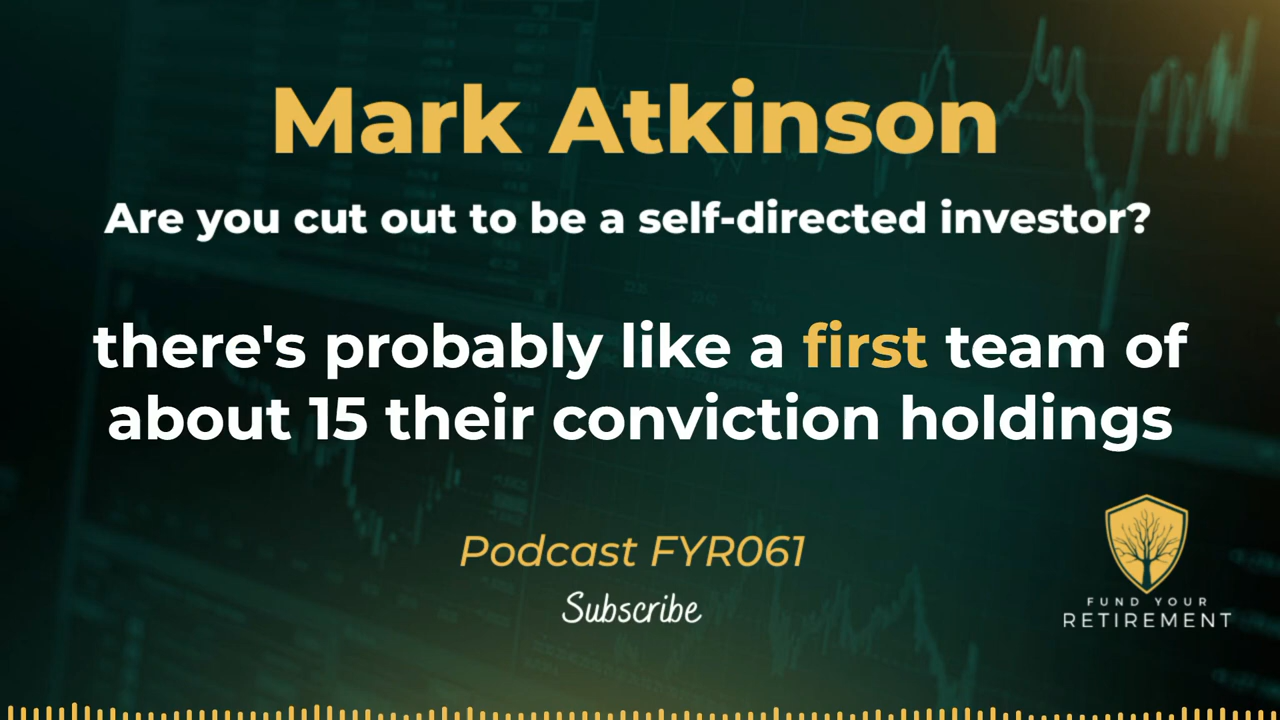 Mark Atkinson
Are you cut out to be a self-directed investor?
there's probably like a first team of
about 15 their conviction holdings
Podcast FYR061
Subscribe
FUND YOUR
RETIREMENT